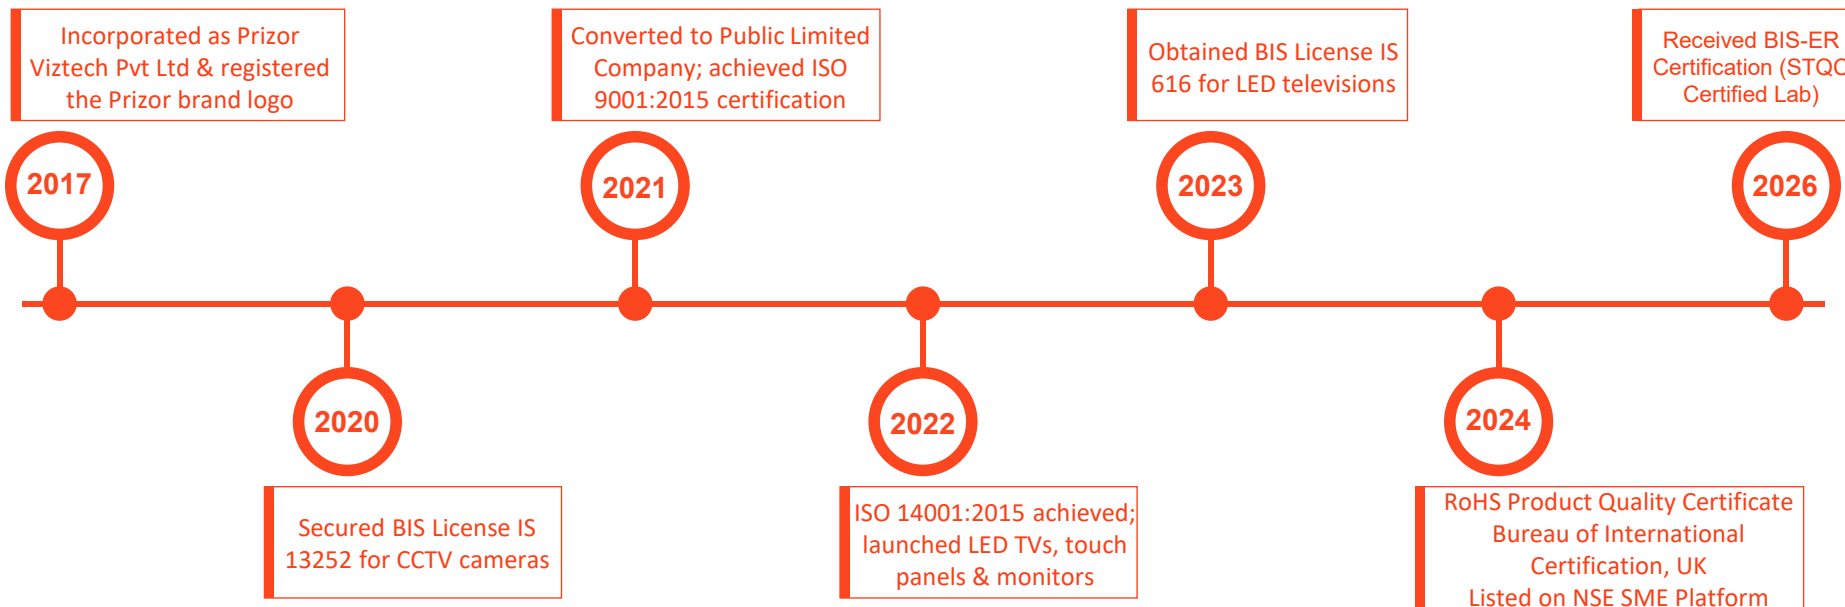 Incorporated as Prizor
Viztech Pvt Ltd & registered
the Prizor brand logo
Converted to Public Limited
Company; achieved ISO
9001:2015 certification
Obtained BIS License IS
616 for LED televisions
Received BIS-ER
Certification (STQC
Certified Lab)
2017
2021
2023
2026
2020
2022
2024
Secured BIS License IS
13252 for CCTV cameras
ISO 14001:2015 achieved;
launched LED TVs, touch
panels & monitors
RoHS Product Quality Certificate
Bureau of International
Certification, UK
Listed on NSE SME Platform